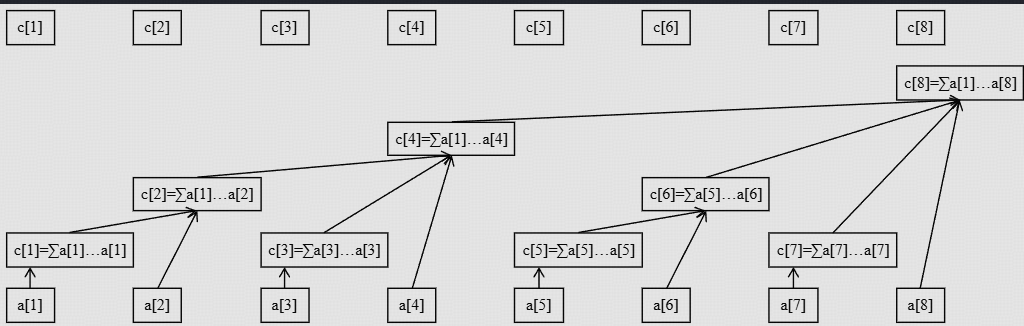 c[1] c[2] c[3] c[4] c[5] c[6] c[7] c[8]
c[8]=∑a[1]…a[8]
c[4]=∑a[1]…a[4]
c[2]=∑a[1]…a[2] c[6]=∑a[5]…a[6]
c[1]=∑a[1]…a[1] c[3]=∑a[3]…a[3] c[5]=∑a[5]…a[5] c[7]=∑a[7]…a[7]
a[1] a[2] a[3] a[4] a[5] a[6] a[7] a[8]